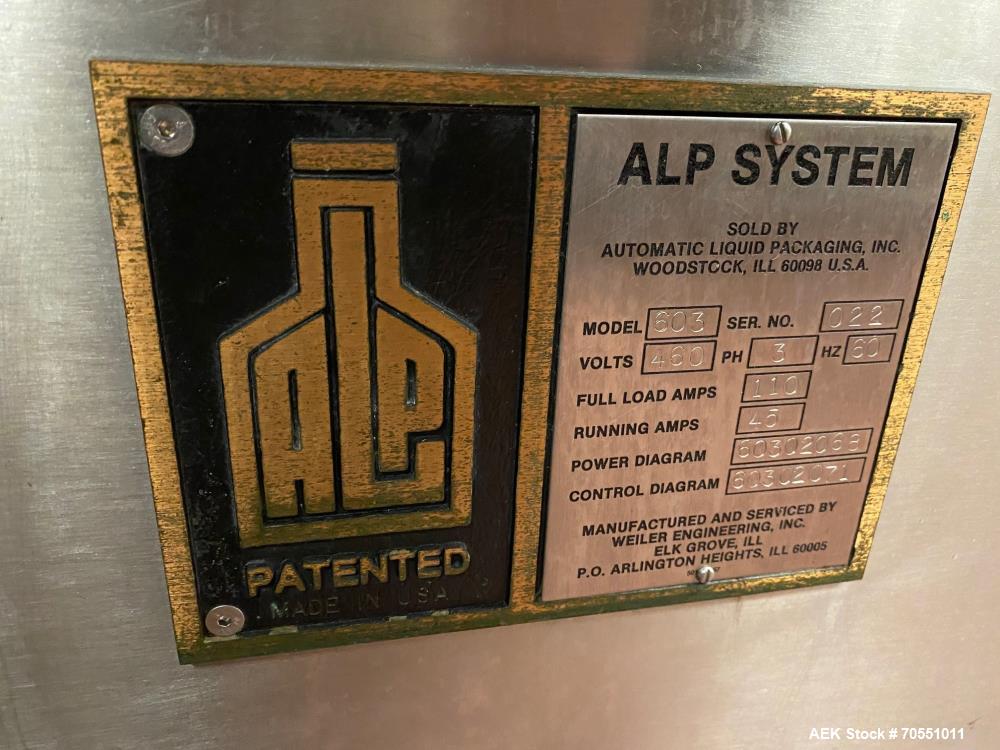 ALP
PATENTED
MADE IN USA
ALP SYSTEM
SOLD BY
AUTOMATIC LIQUID PACKAGING, INC.
WOODSTOCK, ILL 60098 U.S.A.
MODEL 603 SER. NO. 022
VOLTS 460 PH 3 HZ 60
FULL LOAD AMPS 110
RUNNING AMPS 45
POWER DIAGRAM 60302068
CONTROL DIAGRAM 60302071
MANUFACTURED AND SERVICED BY
WEILER ENGINEERING, INC.
ELK GROVE, ILL
P.O. ARLINGTON HEIGHTS, ILL 60005
AEK Stock # 70551011